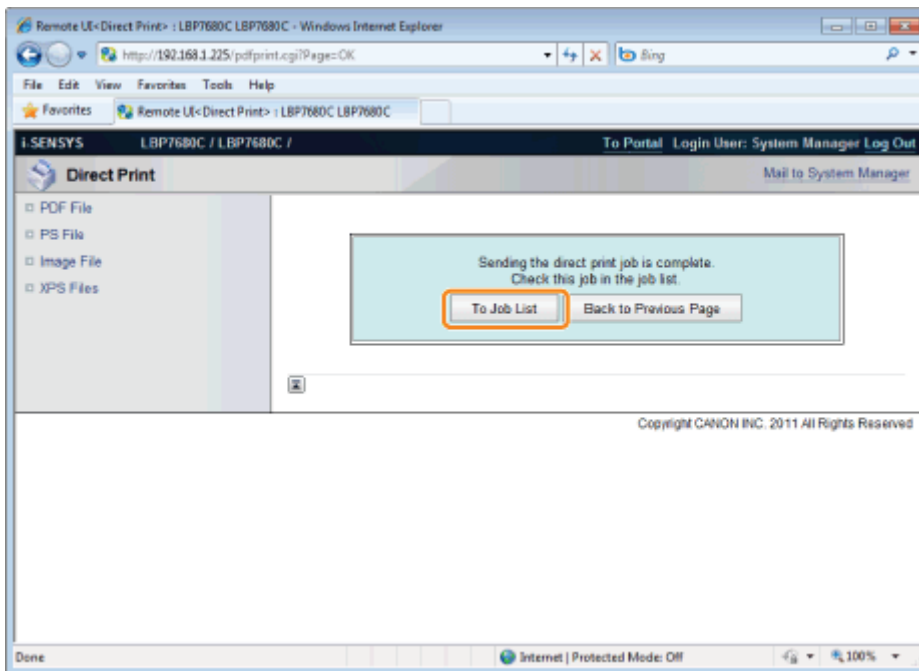 Remote UI<Direct Print> : LBP7680C LBP7680C - Windows Internet Explorer
http://192.168.1.225/pdfprint.cgi?Page=OK
Bing
File Edit View Favorites Tools Help
Favorites Remote UI<Direct Print> : LBP7680C LBP7680C
i-SENSYS LBP7680C / LBP7680C / To Portal Login User: System Manager Log Out
Direct Print Mail to System Manager
PDF File
PS File
Image File
XPS Files
Sending the direct print job is complete.
Check this job in the job list.
To Job List Back to Previous Page
Copyright CANON INC. 2011 All Rights Reserved
Done Internet | Protected Mode: Off 100%